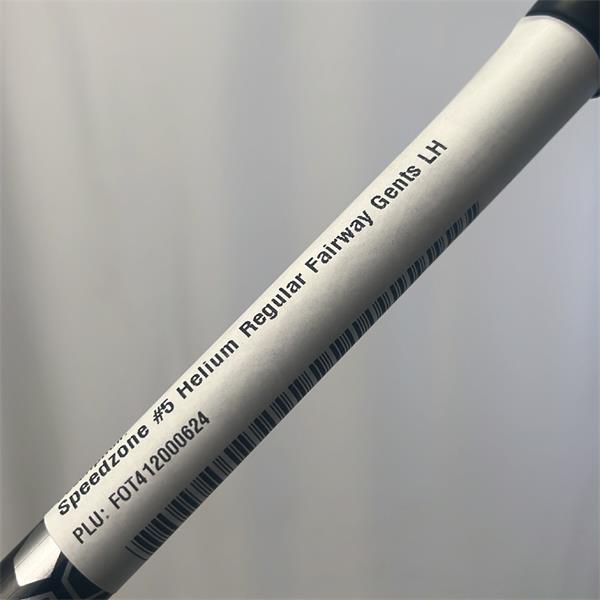 Speedzone #5 Helium Regular Fairway Gents LH
PLU: FOT412000624